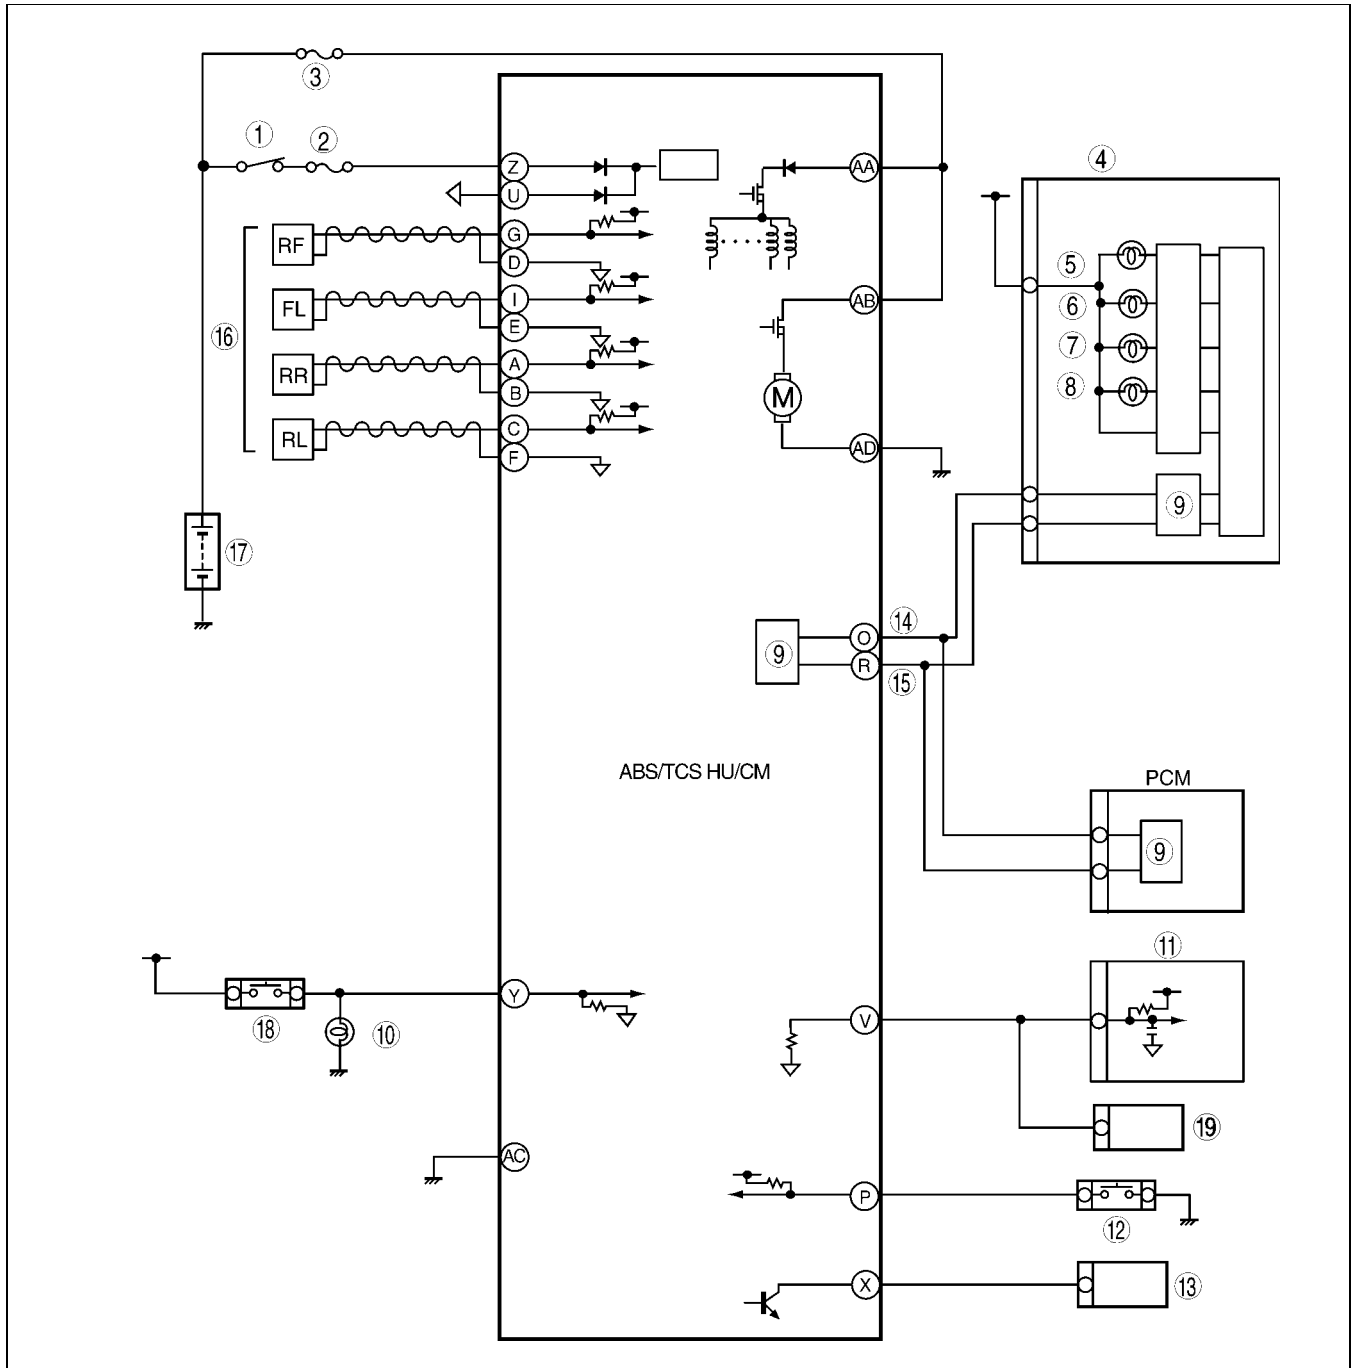 ③
①
②
④
Z
AA
U
RF
G
D
⑤
FL
I
AB
⑥
E
⑯
⑦
RR
A
⑧
B
M
RL
C
AD
F
⑨
⑰
⑭
O
⑨
R
⑮
ABS/TCS HU/CM
PCM
⑨
⑪
Y
⑱
⑩
V
⑲
AC
P
⑫
X
⑬